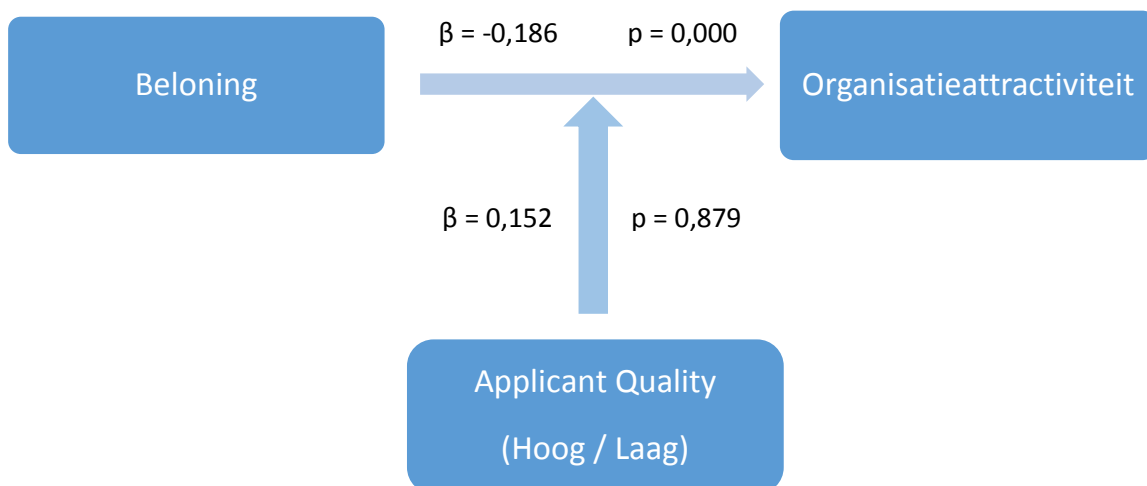 β = -0,186 p = 0,000
Beloning
Organisatieattractiviteit
β = 0,152 p = 0,879
Applicant Quality
(Hoog / Laag)